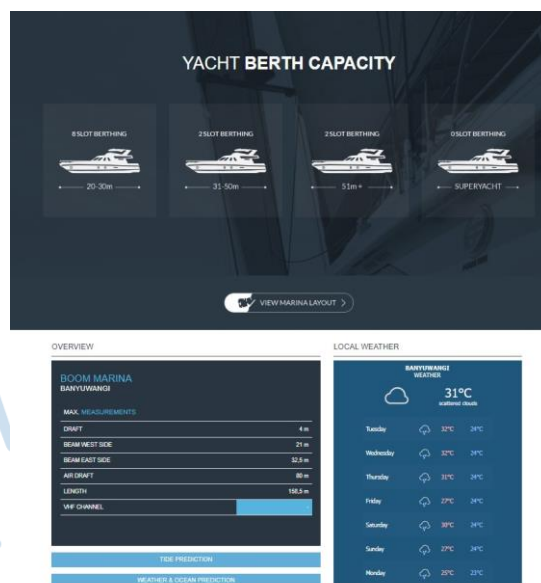 YACHT BERTH CAPACITY
8 SLOT BERTHING
2 SLOT BERTHING
2 SLOT BERTHING
0 SLOT BERTHING
20-30m
31-50m
51m+
SUPERYACHT
VIEW MARINA LAYOUT
OVERVIEW
BOOM MARINA
BANYUWANGI
MAX. MEASUREMENTS
DRAFT 4 m
BEAM WEST SIDE 21 m
BEAM EAST SIDE 32,5 m
AIR DRAFT 80 m
LENGTH 158,5 m
VHF CHANNEL -
TIDE PREDICTION
WEATHER & OCEAN PREDICTION
LOCAL WEATHER
BANYUWANGI
WEATHER
31°C
scattered clouds
Tuesday 32°C 24°C
Wednesday 32°C 24°C
Thursday 31°C 24°C
Friday 27°C 24°C
Saturday 30°C 24°C
Sunday 27°C 24°C
Monday 25°C 23°C